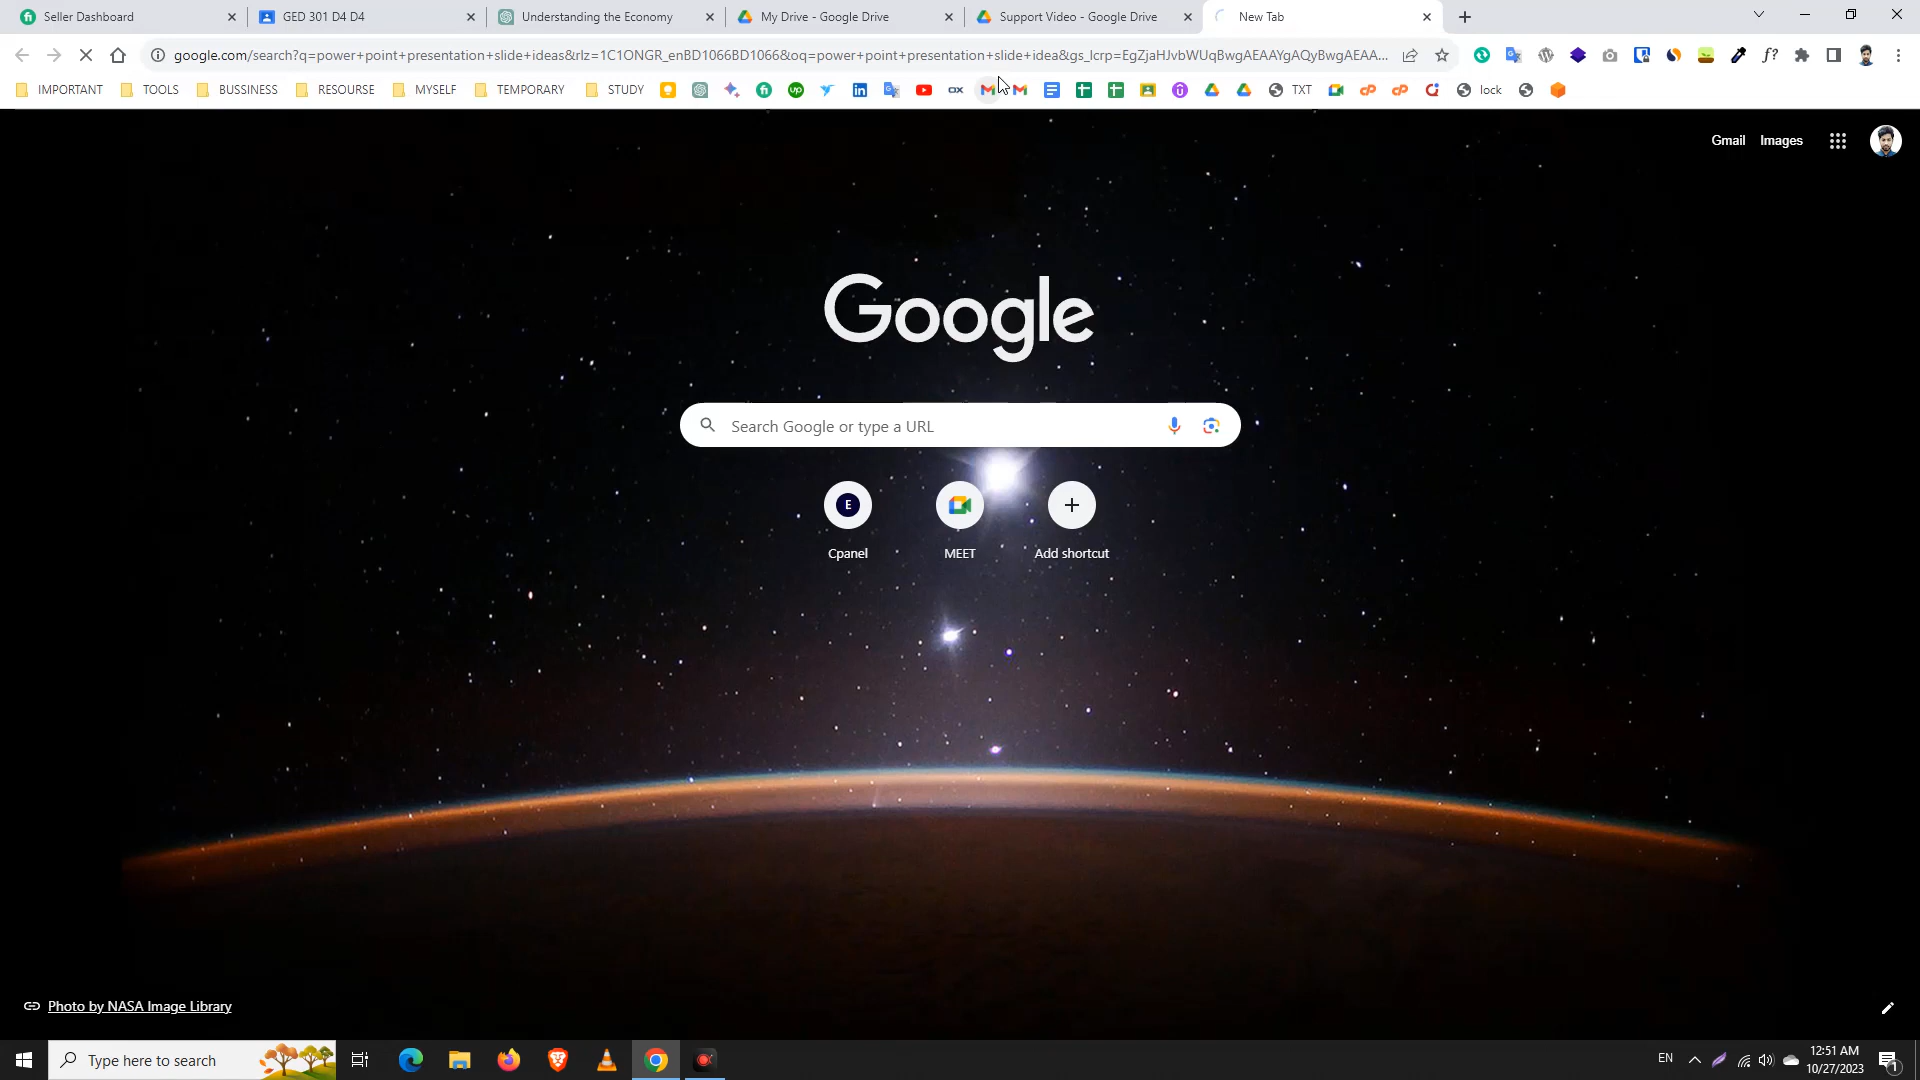 Seller Dashboard
GED 301 D4 D4
Understanding the Economy
My Drive - Google Drive
Support Video - Google Drive
New Tab
google.com/search?q=power+point+presentation+slide+ideas&rlz=1C1ONGR_enBD1066BD1066&oq=power+point+presentation+slide+idea&gs_lcrp=EgZjaHJvbWUqBwgAEAAYgAQyBwgAEAA...
IMPORTANT
TOOLS
BUSSINESS
RESOURSE
MYSELF
TEMPORARY
STUDY
TXT
lock
Gmail
Images
Google
Search Google or type a URL
E
Cpanel
MEET
Add shortcut
Photo by NASA Image Library
Type here to search
EN
12:51 AM
10/27/2023
1